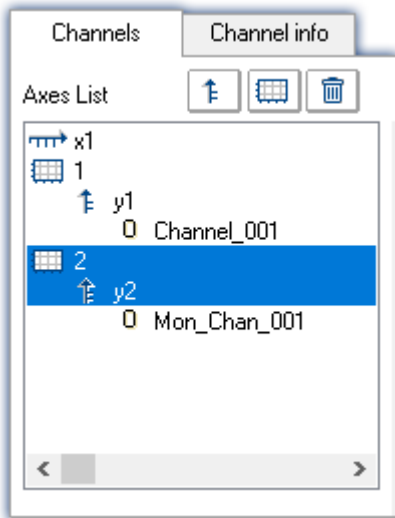 Channels
Channel info
Axes List
x1
1
y1
0 Channel_001
2
y2
0 Mon_Chan_001